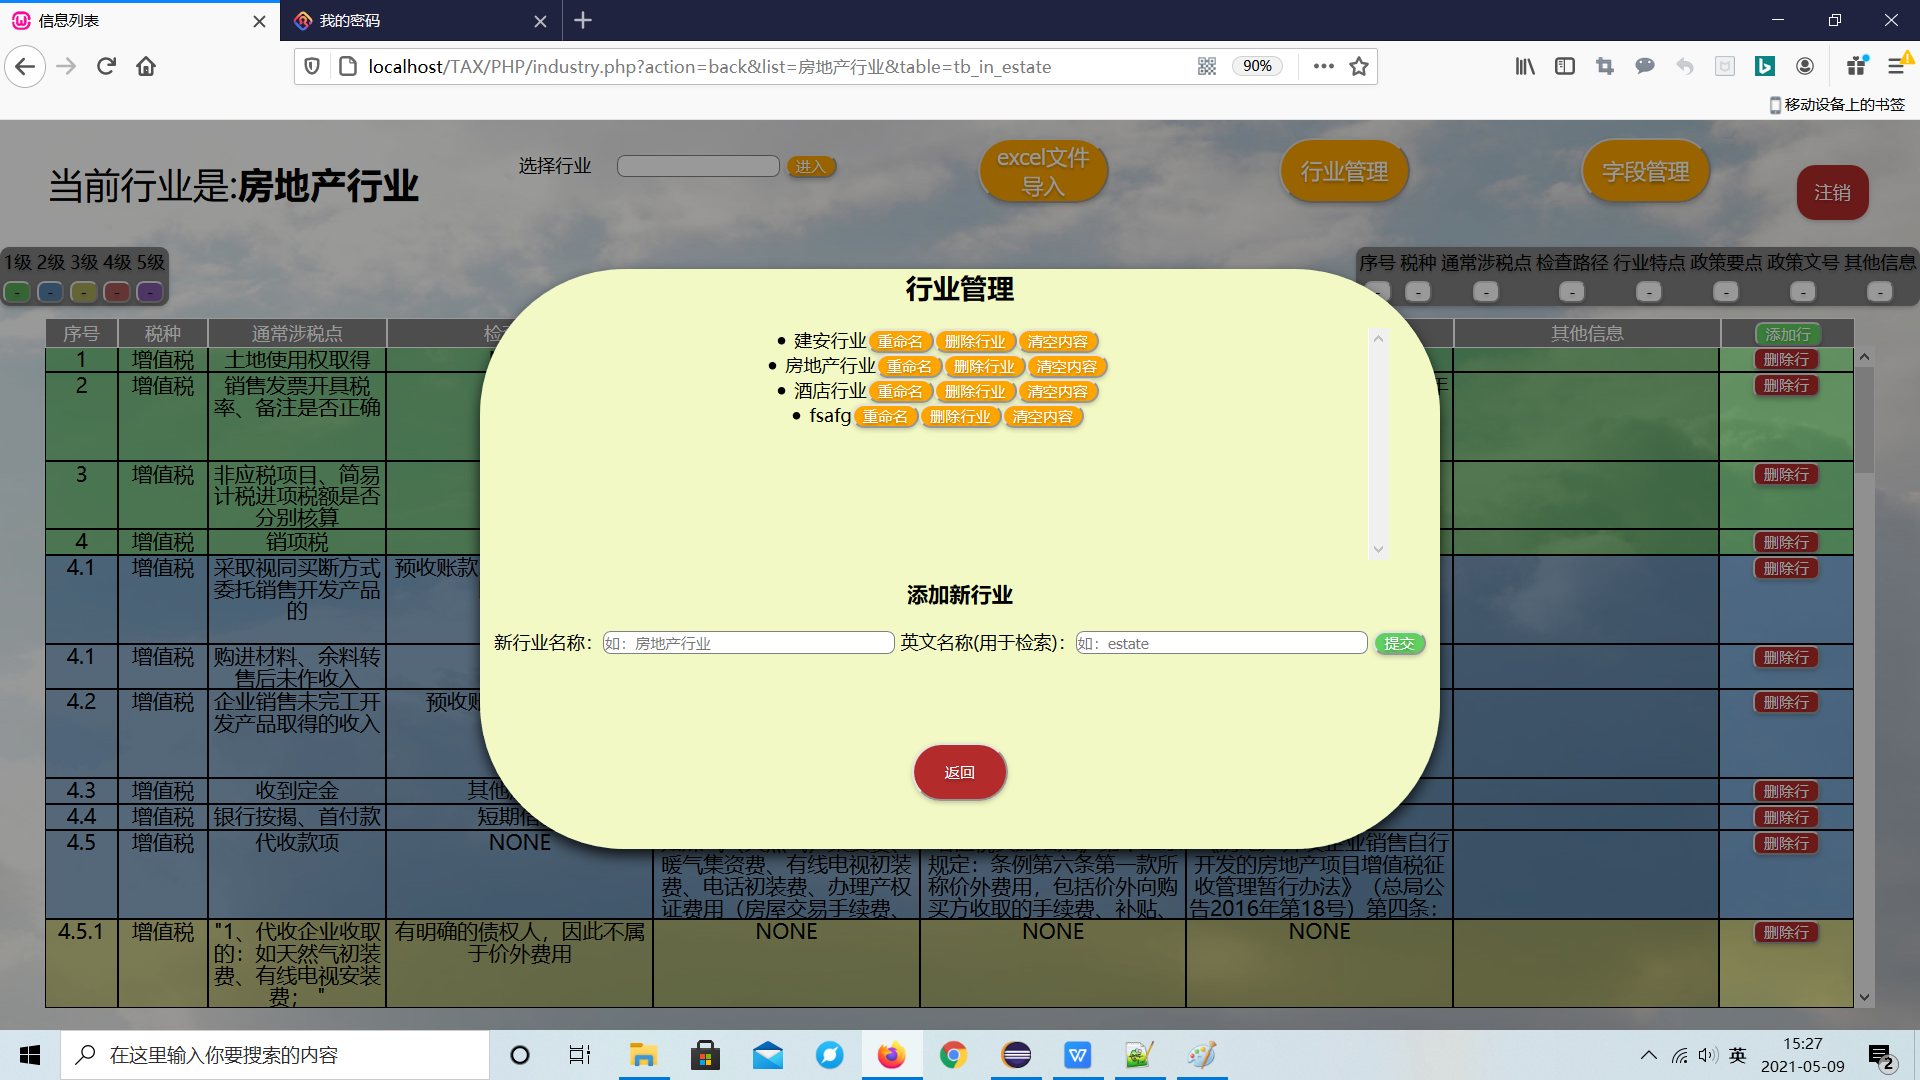 信息列表
我的密码
localhost/TAX/PHP/industry.php?action=back&list=房地产行业&table=tb_in_estate
90%
移动设备上的书签
当前行业是:房地产行业
选择行业
进入
excel文件
导入
行业管理
字段管理
注销
1级 2级 3级 4级 5级
- - - - -
序号 税种 通常涉税点 检查路径 行业特点 政策要点 政策文号 其他信息
- - - - - - - -
行业管理
建安行业 重命名 删除行业 清空内容
房地产行业 重命名 删除行业 清空内容
酒店行业 重命名 删除行业 清空内容
fsafg 重命名 删除行业 清空内容
添加新行业
新行业名称: 如: 房地产行业 英文名称(用于检索): 如: estate 提交
返回
序号 税种 通常涉税点 其他信息 添加行
1 增值税 土地使用权取得 删除行
2 增值税 销售发票开具税
率、备注是否正确
删除行
3 增值税 非应税项目、简易
计税进项税额是否
分别核算
删除行
4 增值税 销项税 删除行
4.1 增值税 采取视同买断方式
委托销售开发产品
的
预收账款
删除行
4.1 增值税 购进材料、余料转
售后未作收入
删除行
4.2 增值税 企业销售未完工开
发产品取得的收入
删除行
4.3 增值税 收到定金 删除行
4.4 增值税 银行按揭、首付款 删除行
4.5 增值税 代收款项 NONE
暖气集资费、有线电视初装
费、电话初装费、办理产权
证费用（房屋交易手续费、
规定：条例第六条第一款所
称价外费用，包括价外向购
买方收取的手续费、补贴、
企业销售自行
开发的房地产项目增值税征
收管理暂行办法》（总局公
告2016年第18号）第四条：
删除行
4.5.1 增值税 "1、代收企业收取
的：如天然气初装
费、有线电视安装
费； "
有明确的债权人，因此不属
于价外费用
NONE NONE NONE 删除行
在这里输入你要搜索的内容
英
15:27
2021-05-09
2